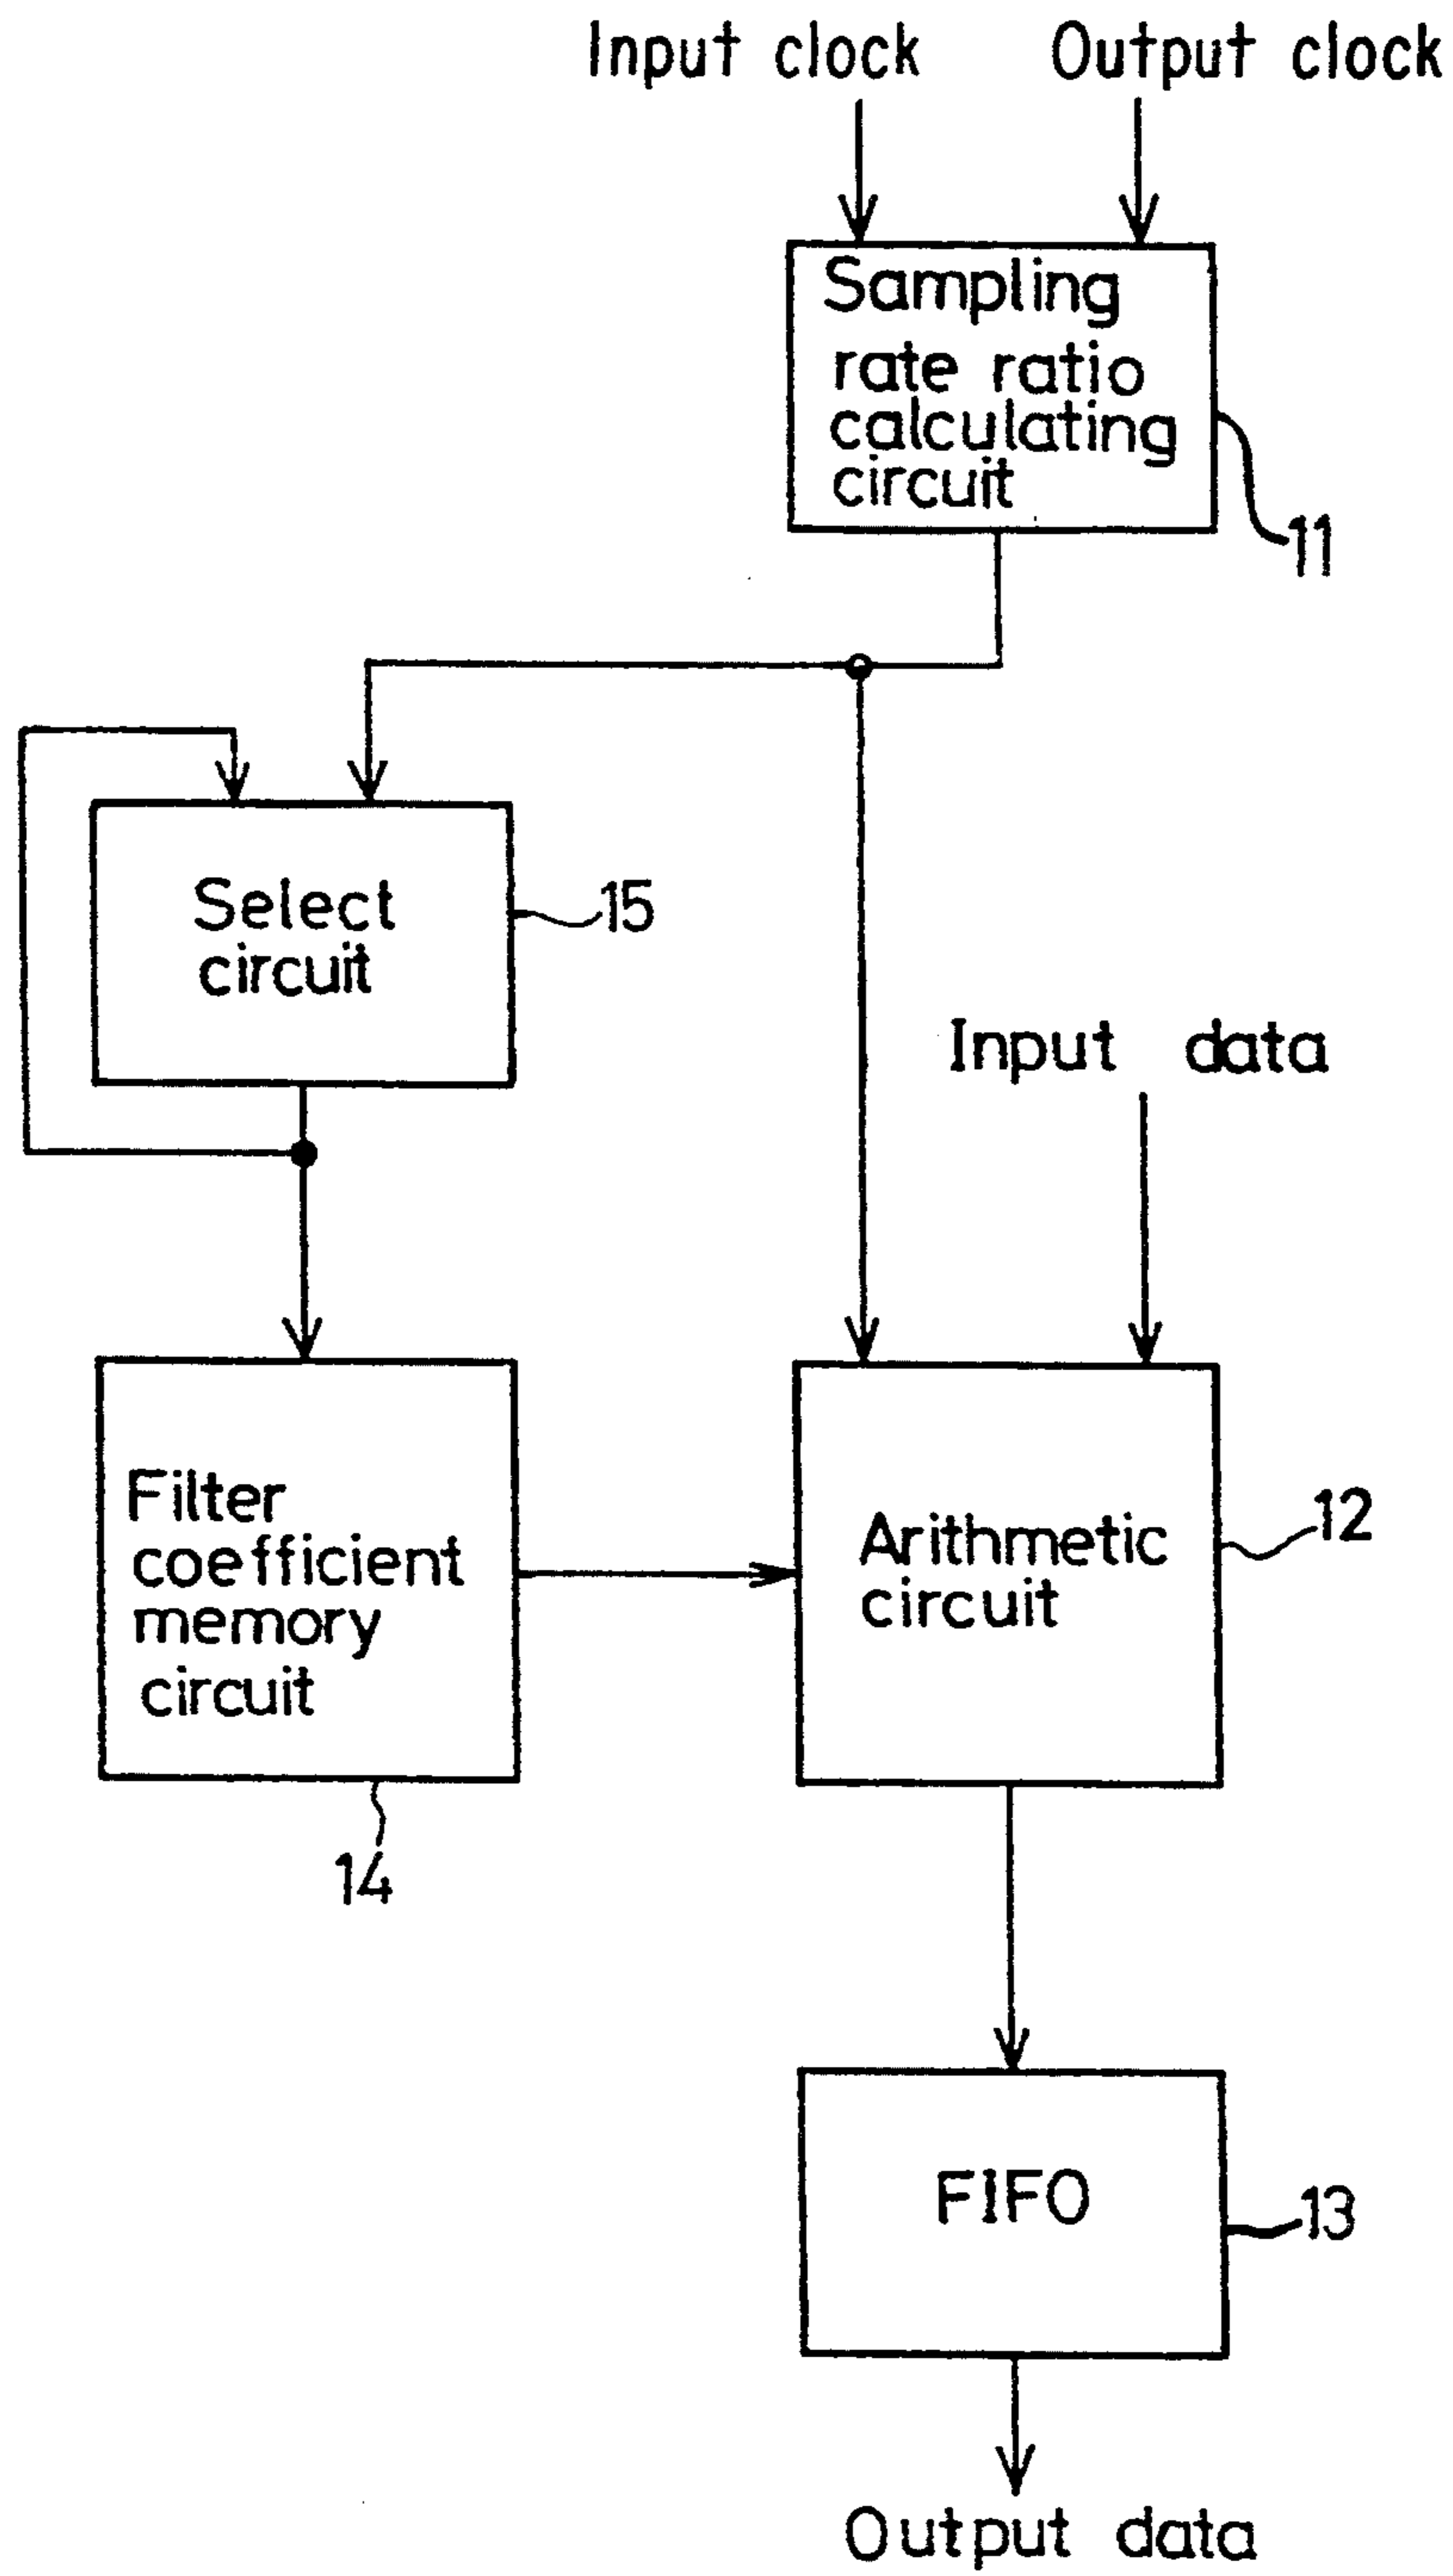 Input clock Output clock
Sampling
rate ratio
calculating
circuit
11
Select
circuit
15
Input data
Filter
coefficient
memory
circuit
14
Arithmetic
circuit
12
FIFO
13
Output data